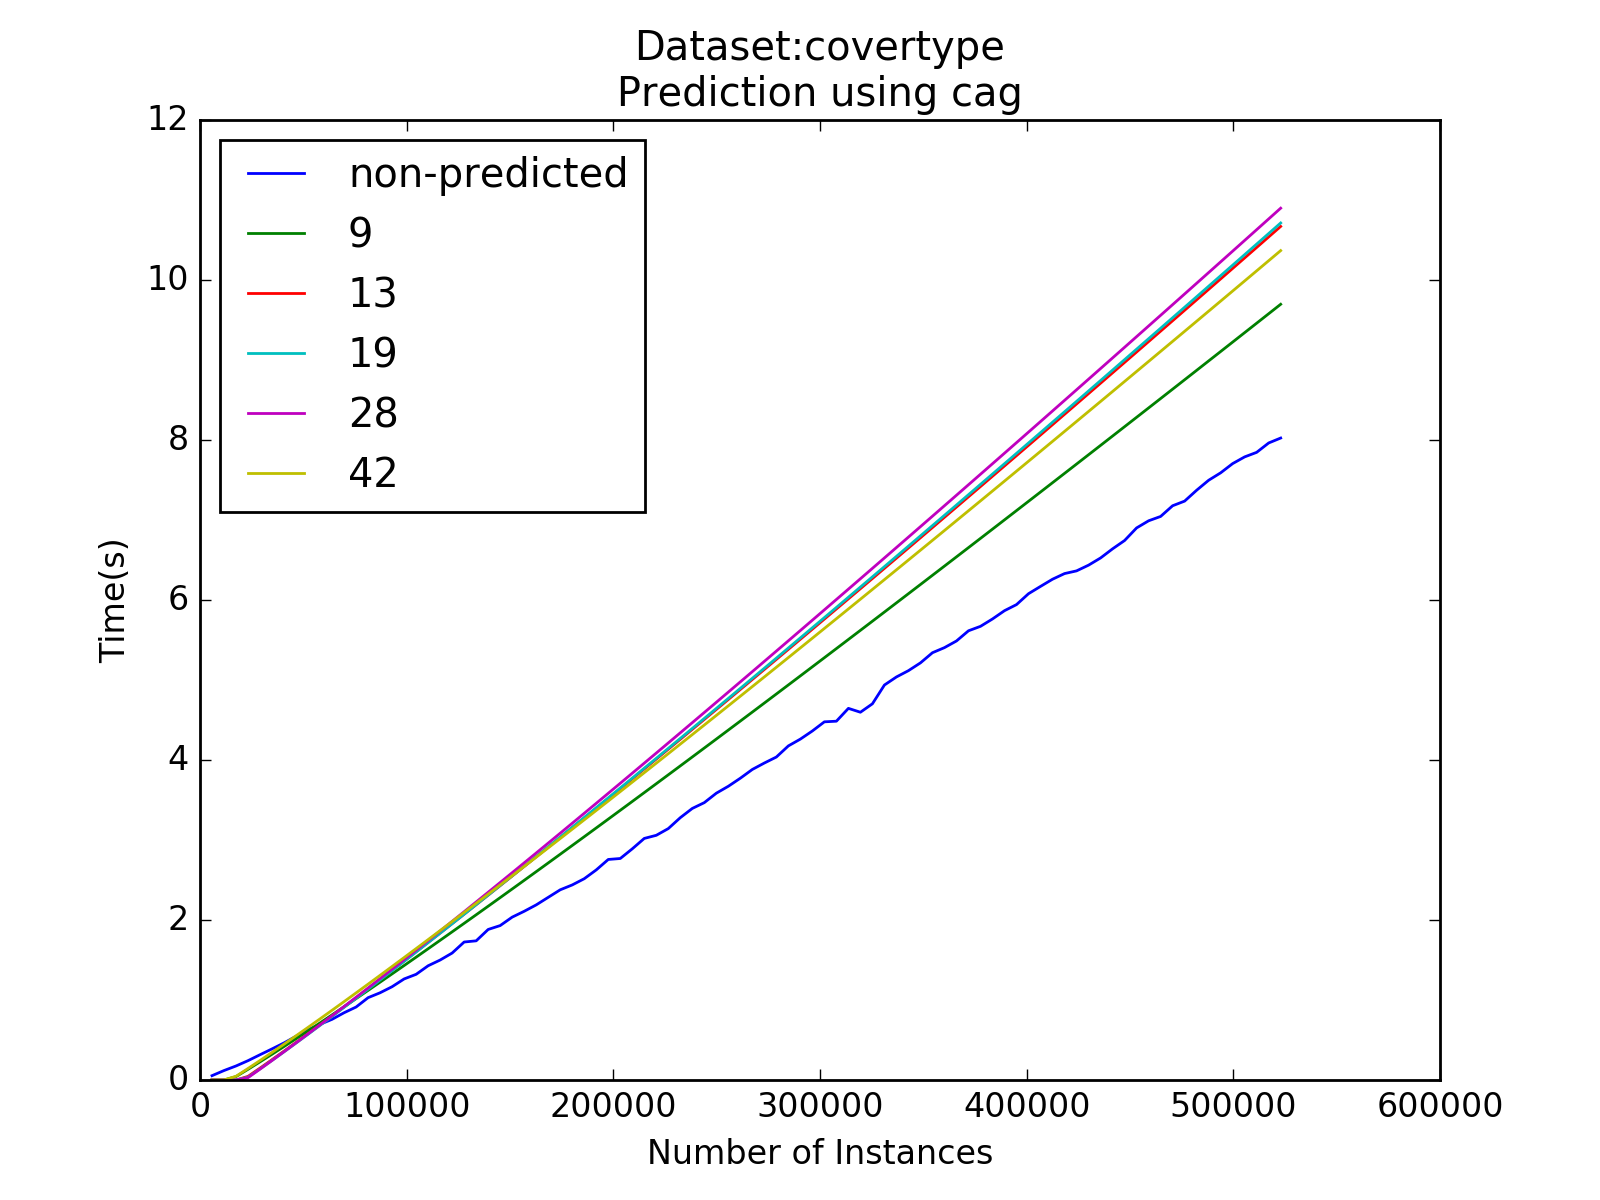 Dataset:covertype
Prediction using cag
12
10
8
6
4
2
0
Time(s)
non-predicted
9
13
19
28
42
0 100000 200000 300000 400000 500000 600000
Number of Instances